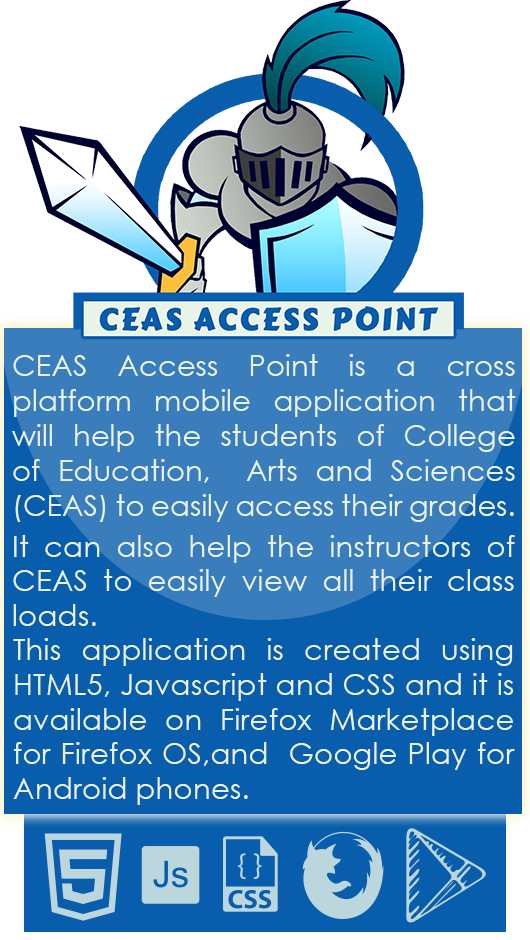 CEAS ACCESS POINT
CEAS Access Point is a cross
platform mobile application that
will help the students of College
of Education,  Arts and Sciences
(CEAS) to easily access their grades.
It can also help the instructors of
CEAS to easily view all their class
loads.
This application is created using
HTML5, Javascript and CSS and it is
available on Firefox Marketplace
for Firefox OS,and  Google Play for
Android phones.
5 Js {} CSS